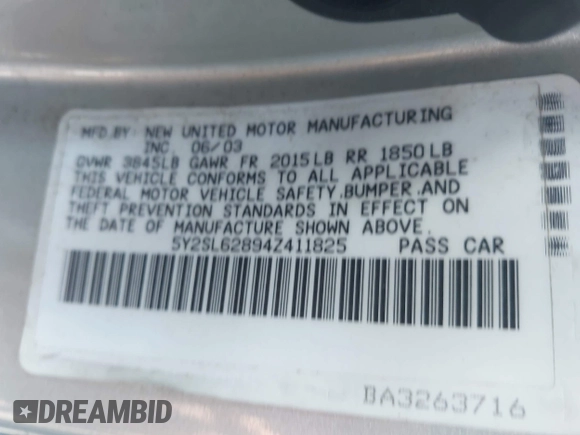 MFD.BY: NEW UNITED MOTOR MANUFACTURING
INC. 06/03
GVWR 3845LB GAWR FR 2015LB RR 1850LB
THIS VEHICLE CONFORMS TO ALL APPLICABLE
FEDERAL MOTOR VEHICLE SAFETY,BUMPER,AND
THEFT PREVENTION STANDARDS IN EFFECT ON
THE DATE OF MANUFACTURE SHOWN ABOVE.
5Y2SL62894Z411825 PASS CAR
BA3263716
DREAMBID